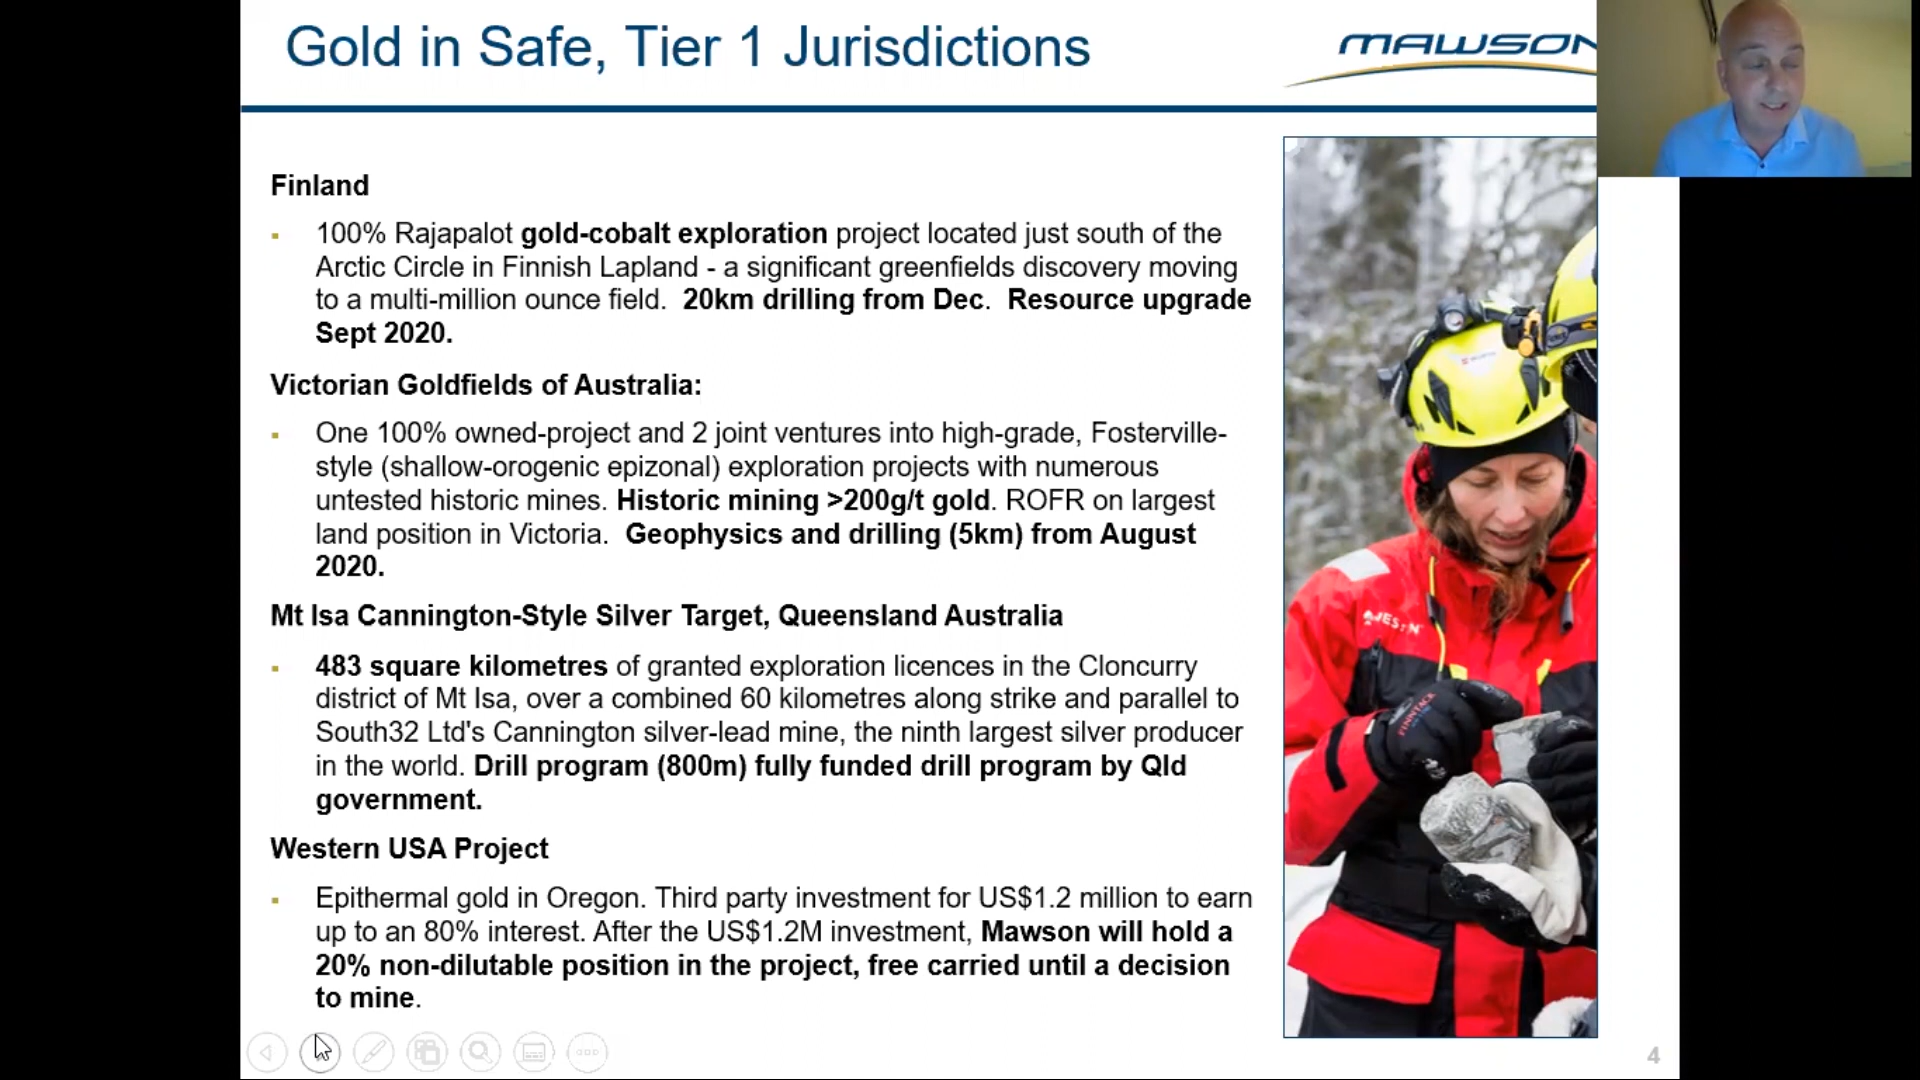 Gold in Safe, Tier 1 Jurisdictions
MAWSON
Finland
100% Rajapalot gold-cobalt exploration project located just south of the
Arctic Circle in Finnish Lapland - a significant greenfields discovery moving
to a multi-million ounce field.  20km drilling from Dec.  Resource upgrade
Sept 2020.
Victorian Goldfields of Australia:
One 100% owned-project and 2 joint ventures into high-grade, Fosterville-
style (shallow-orogenic epizonal) exploration projects with numerous
untested historic mines. Historic mining >200g/t gold. ROFR on largest
land position in Victoria.  Geophysics and drilling (5km) from August
2020.
Mt Isa Cannington-Style Silver Target, Queensland Australia
483 square kilometres of granted exploration licences in the Cloncurry
district of Mt Isa, over a combined 60 kilometres along strike and parallel to
South32 Ltd's Cannington silver-lead mine, the ninth largest silver producer
in the world. Drill program (800m) fully funded drill program by Qld
government.
Western USA Project
Epithermal gold in Oregon. Third party investment for US$1.2 million to earn
up to an 80% interest. After the US$1.2M investment, Mawson will hold a
20% non-dilutable position in the project, free carried until a decision
to mine.
FINNTACK
4